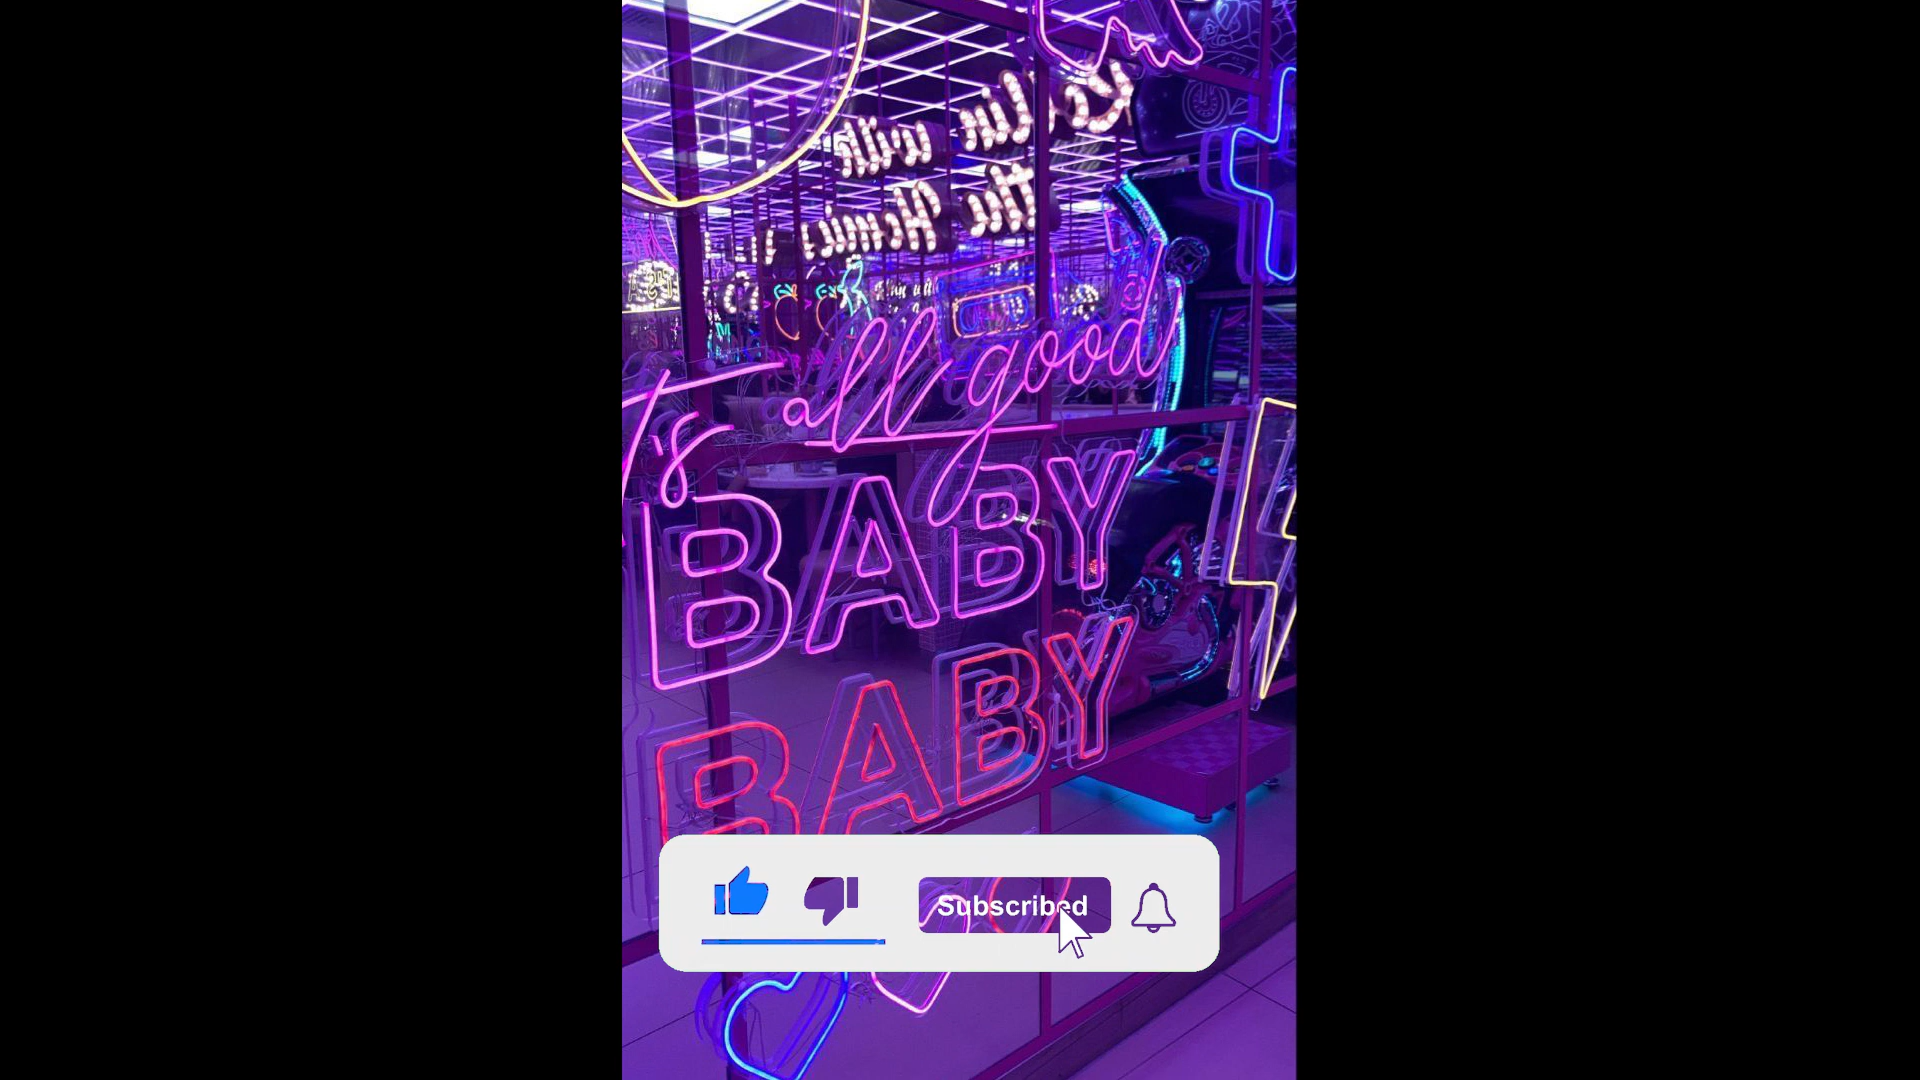 Rollin with
the Homies
t's all good
BABY
BABY
Subscribed